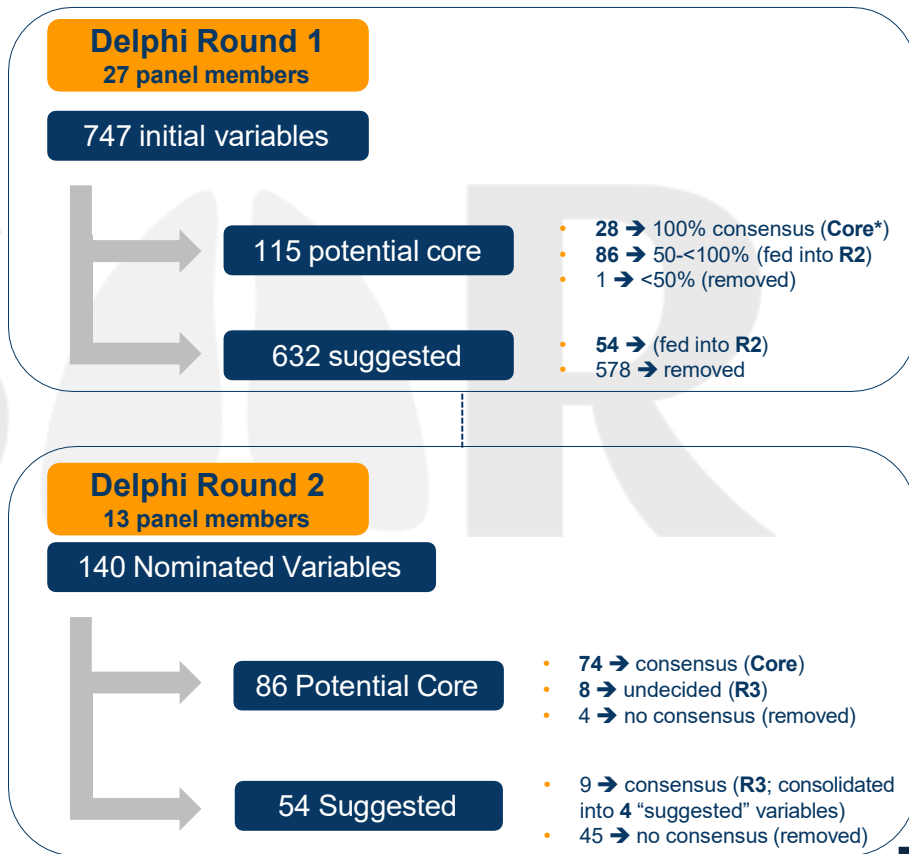 Delphi Round 1
27 panel members
747 initial variables
115 potential core
• 28 ➔ 100% consensus (Core*)
• 86 ➔ 50-<100% (fed into R2)
• 1 ➔ <50% (removed)
632 suggested
• 54 ➔ (fed into R2)
• 578 ➔ removed
Delphi Round 2
13 panel members
140 Nominated Variables
86 Potential Core
• 74 ➔ consensus (Core)
• 8 ➔ undecided (R3)
• 4 ➔ no consensus (removed)
54 Suggested
• 9 ➔ consensus (R3; consolidated
into 4 “suggested” variables)
• 45 ➔ no consensus (removed)
R